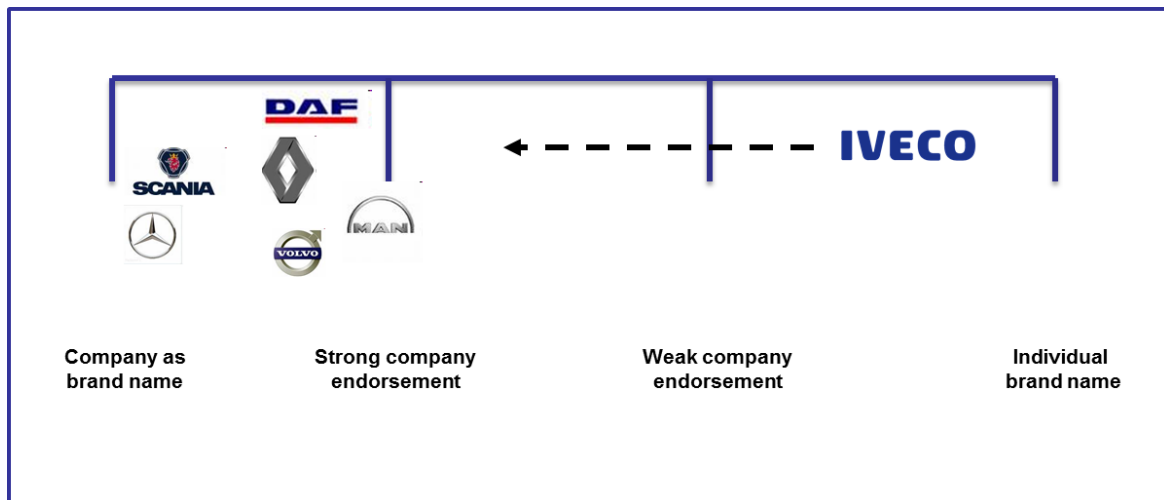 DAF
IVECO
SCANIA
MAN
VOLVO
Company as
brand name
Strong company
endorsement
Weak company
endorsement
Individual
brand name